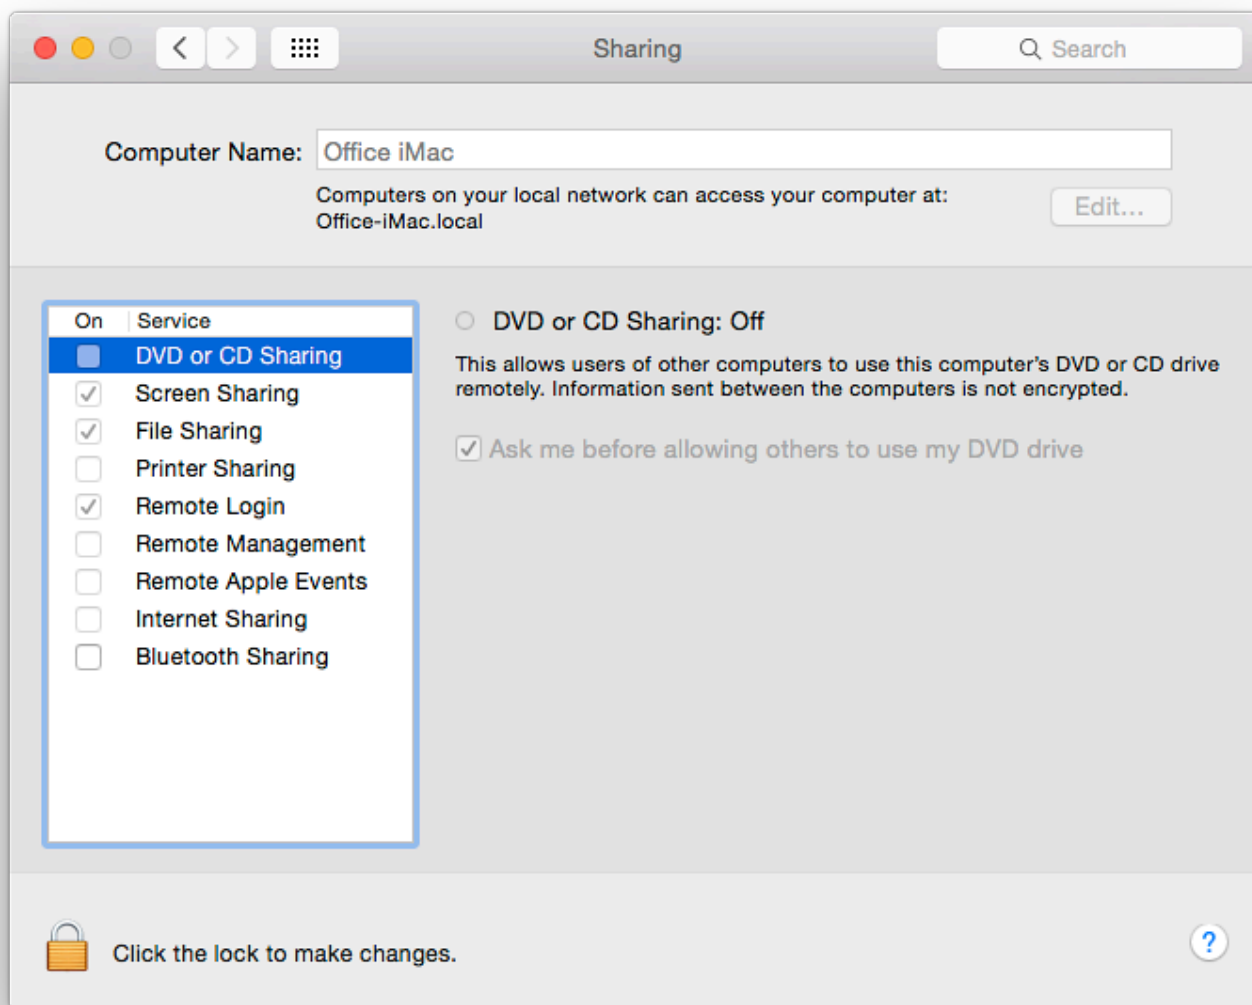 Sharing
Search
Computer Name:
Office iMac
Computers on your local network can access your computer at:
Office-iMac.local
Edit...
On
Service
DVD or CD Sharing
Screen Sharing
File Sharing
Printer Sharing
Remote Login
Remote Management
Remote Apple Events
Internet Sharing
Bluetooth Sharing
DVD or CD Sharing: Off
This allows users of other computers to use this computer’s DVD or CD drive
remotely. Information sent between the computers is not encrypted.
Ask me before allowing others to use my DVD drive
Click the lock to make changes.
?